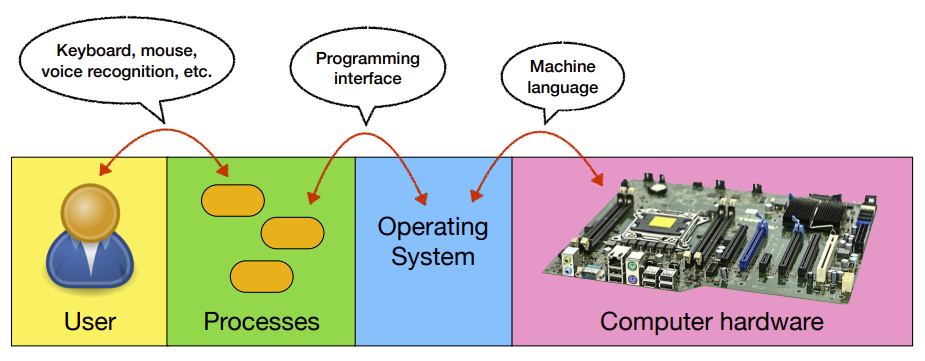 Keyboard, mouse,
voice recognition, etc.
Programming
interface
Machine
language
Operating
System
User
Processes
Computer hardware